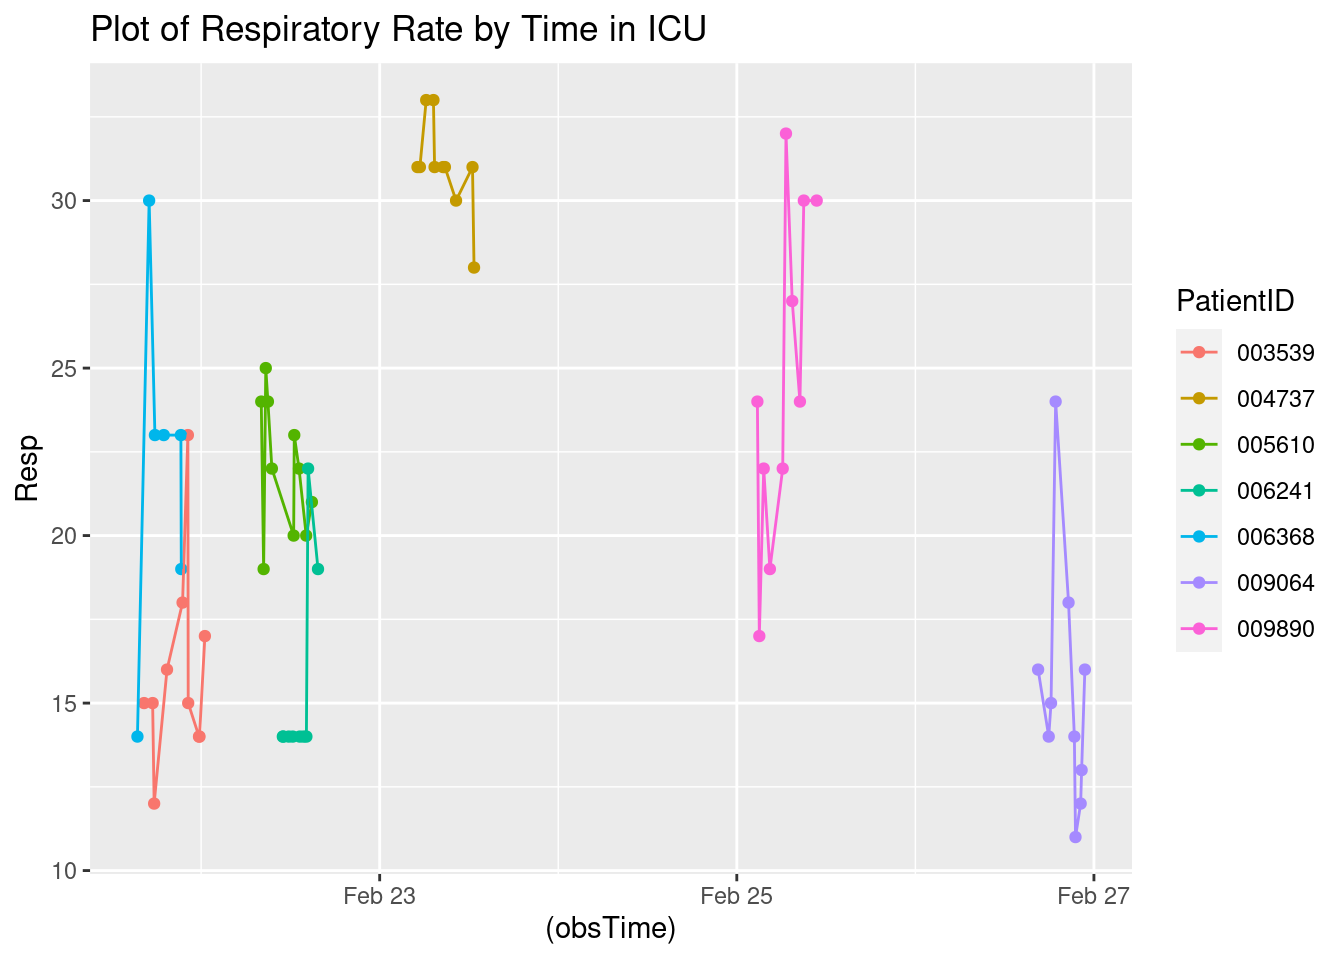 Plot of Respiratory Rate by Time in ICU
Resp
30
25
20
15
10
Feb 23
Feb 25
Feb 27
(obsTime)
PatientID
003539
004737
005610
006241
006368
009064
009890